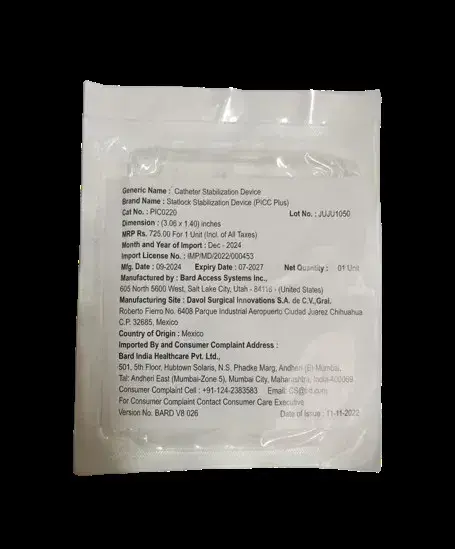 Generic Name : Catheter Stabilization Device
Brand Name : Statlock Stabilization Device (PICC Plus)
Cat No. : PIC0220 Lot No. : JUJU1050
Dimension : (3.06 x 1.40) inches
MRP Rs. 725.00 For 1 Unit (Incl. of All Taxes)
Month and Year of Import : Dec - 2024
Import License No. : IMP/MD/2022/000453
Mfg. Date : 09-2024 Expiry Date : 07-2027 Net Quantity : 01 Unit
Manufactured by : Bard Access Systems Inc.,
605 North 5600 West, Salt Lake City, Utah - 84116 - (United States)
Manufacturing Site : Davol Surgical Innovations S.A. de C.V.,Gral.
Roberto Fierro No. 6408 Parque Industrial Aeropuerto Ciudad Juarez Chihuahua
C.P. 32685, Mexico
Country of Origin : Mexico
Imported By and Consumer Complaint Address :
Bard India Healthcare Pvt. Ltd.,
501, 5th Floor, Hubtown Solaris, N.S. Phadke Marg, Andheri (E) Mumbai,
Tal: Andheri East (Mumbai-Zone 5), Mumbai City, Maharashtra, India-400069
Consumer Complaint Cell : +91-124-2383583 Email:
For Consumer Complaint Contact Consumer Care Executive
Version No. BARD V8 026 Date of Issue : 11-11-2022